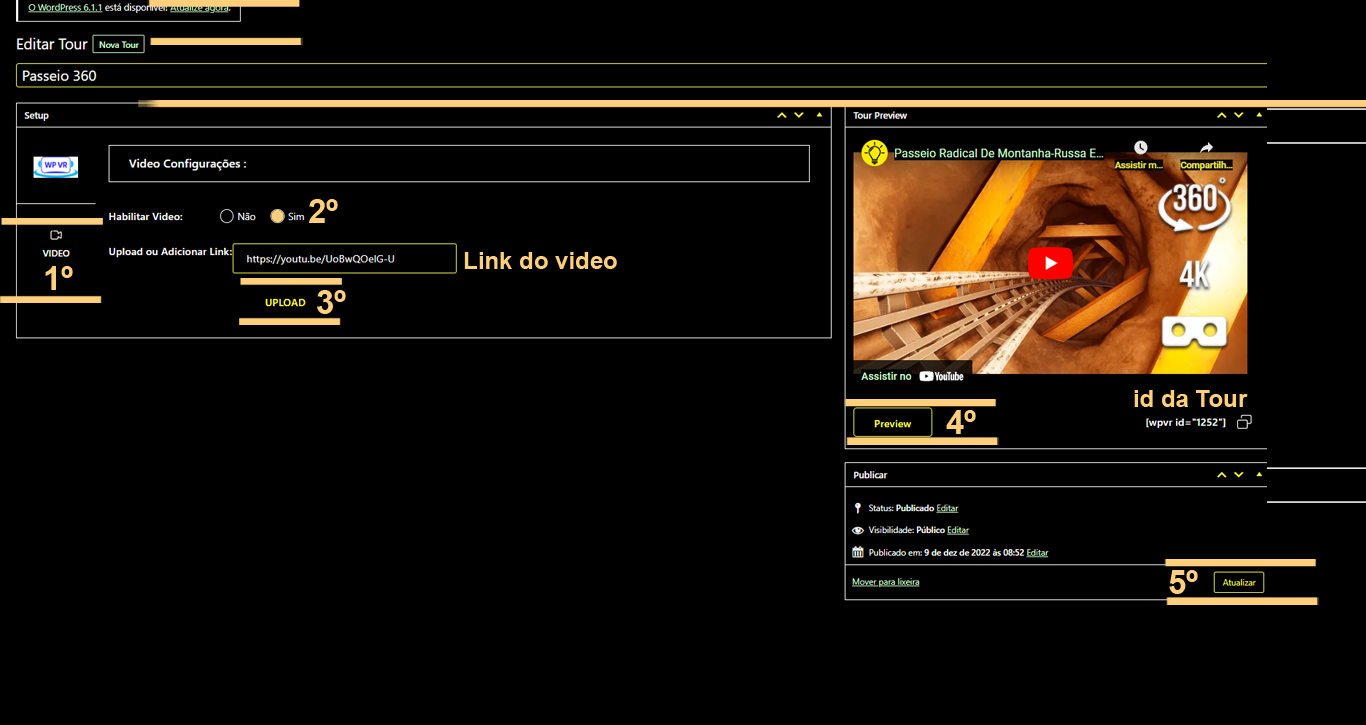 O WordPress 6.1.1 está disponível! Atualize agora.
Editar Tour Nova Tour
Passeio 360
Setup
WP VR
Video Configurações :
Habilitar Video: Não Sim 2º
VIDEO
1º
Upload ou Adicionar Link: https://youtu.be/UoBwQOelG-U Link do video
UPLOAD 3º
Tour Preview
Passeio Radical De Montanha-Russa E...
Assistir m...
Compartilh...
360°
4K
Assistir no YouTube
id da Tour
Preview 4º [wpvr id="1252"]
Publicar
Status: Publicado Editar
Visibilidade: Público Editar
Publicado em: 9 de dez de 2022 às 08:52 Editar
Mover para lixeira 5º Atualizar